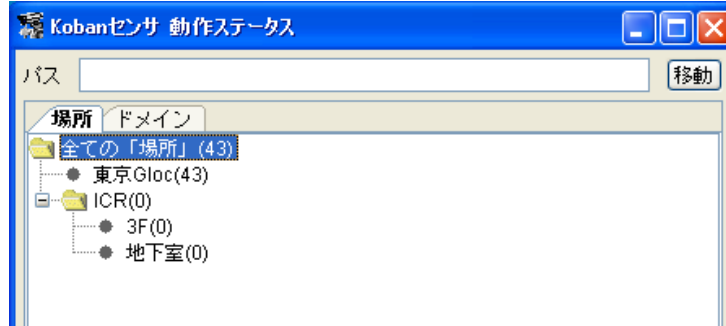 Kobanセンサ 動作ステータス
パス 移動
場所 ドメイン
全ての「場所」(43)
東京Gloc(43)
ICR(0)
3F(0)
地下室(0)